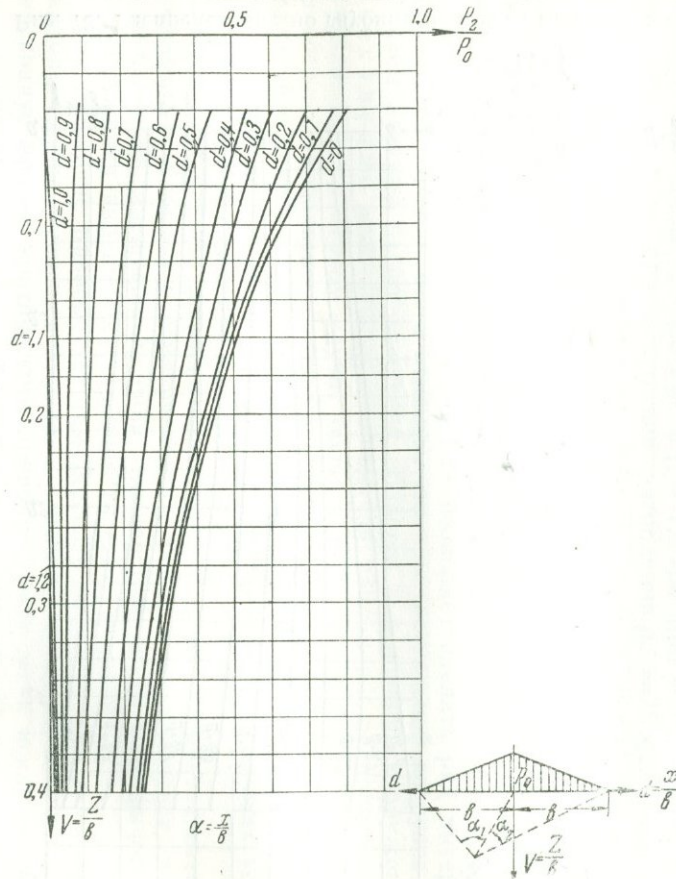 0 0,5 1,0 P₂/P₀
0
d=1,0
d=0,9
d=0,8
d=0,7
d=0,6
d=0,5
d=0,4
d=0,3
d=0,2
d=0,1
d=0
0,1
d=1,1
0,2
d=1,2
0,3
0,4
V=Z/в
α=x/в
P₀
d
d=x/в
в в
α₁ α₂
V=Z/в